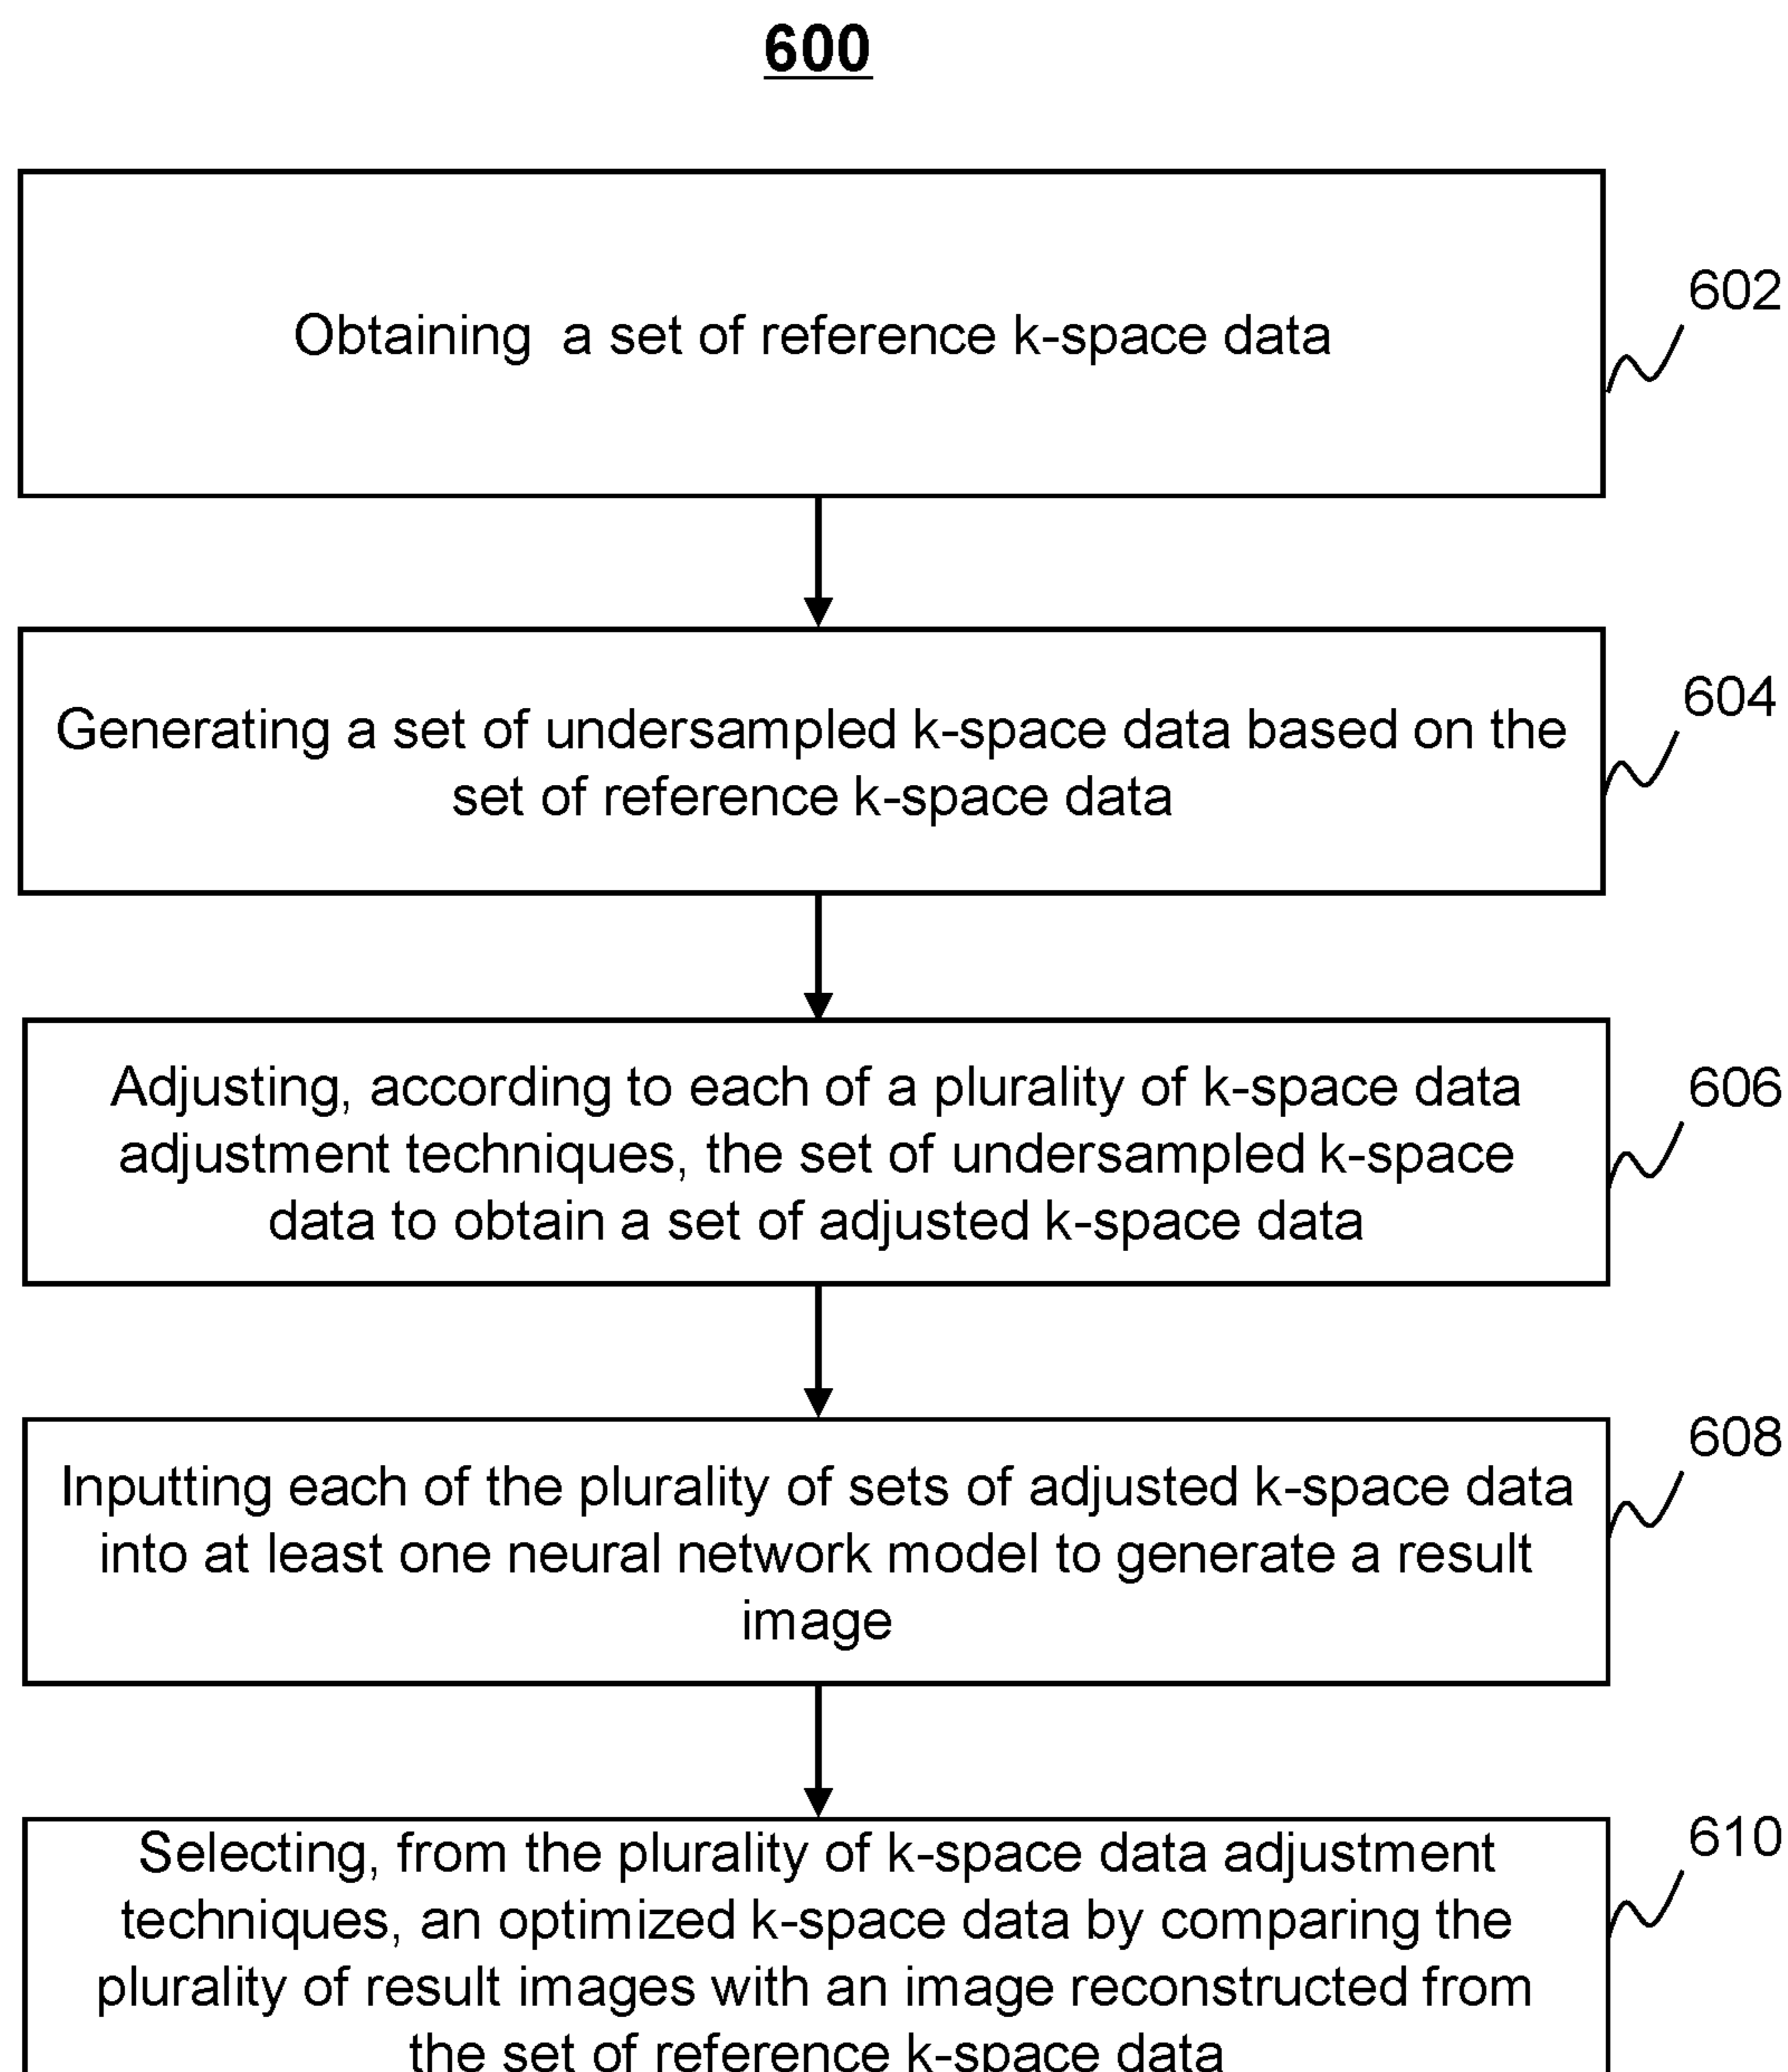 600
Obtaining a set of reference k-space data
602
Generating a set of undersampled k-space data based on the
set of reference k-space data
604
Adjusting, according to each of a plurality of k-space data
adjustment techniques, the set of undersampled k-space
data to obtain a set of adjusted k-space data
606
Inputting each of the plurality of sets of adjusted k-space data
into at least one neural network model to generate a result
image
608
Selecting, from the plurality of k-space data adjustment
techniques, an optimized k-space data by comparing the
plurality of result images with an image reconstructed from
the set of reference k-space data
610